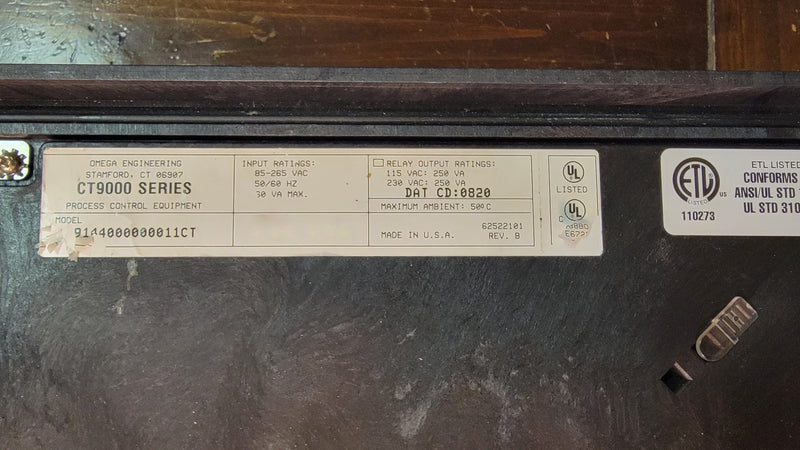 OMEGA ENGINEERING
STAMFORD, CT 06907
CT9000 SERIES
PROCESS CONTROL EQUIPMENT
MODEL
9144000000011CT
INPUT RATINGS:
85-265 VAC
50/60 HZ
30 VA MAX.
RELAY OUTPUT RATINGS:
115 VAC: 250 VA
230 VAC: 250 VA
DAT CD:0820
MAXIMUM AMBIENT: 50°C
MADE IN U.S.A.
62522101
REV. B
UL
LISTED
C UL
ETL
us
110273
ETL LISTED
CONFORMS
ANSI/UL STD
UL STD 310